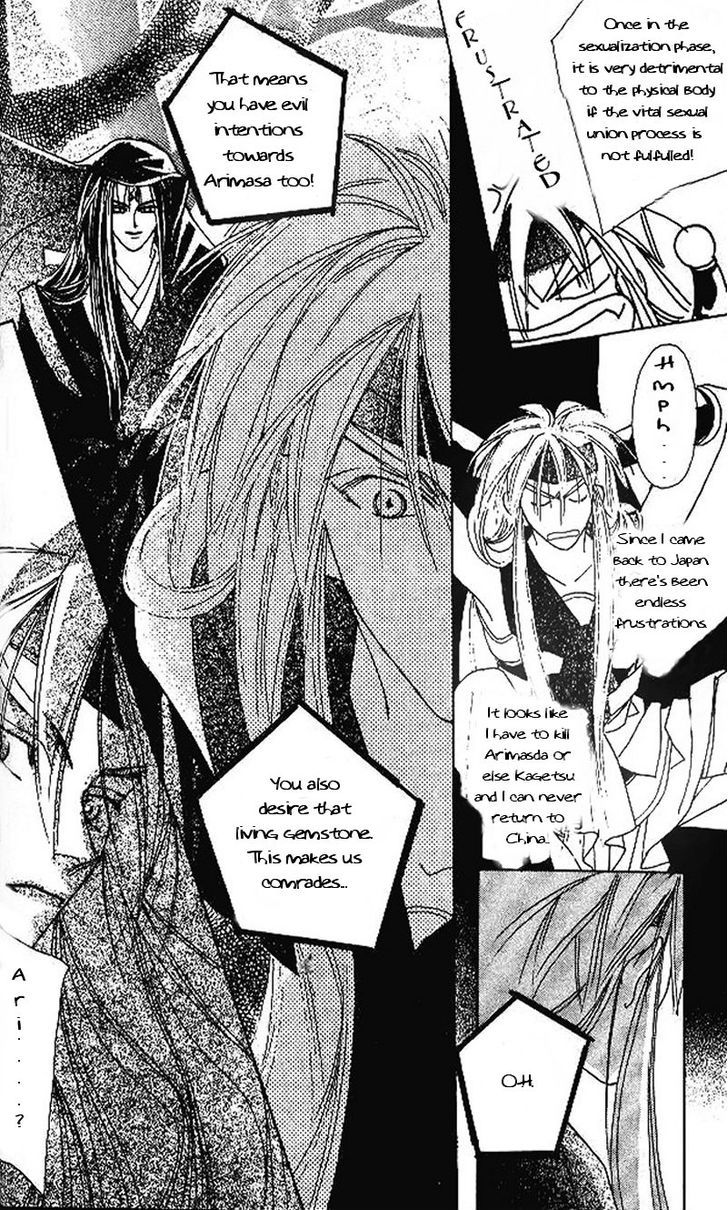 Once in the
sexualization phase,
it is very detrimental
to the physical body
if the vital sexual
union process is
not fulfulled!
FRUSTRATED
HMPH...
Since I came
back to Japan
there's been
endless
frustrations.
It looks like
I have to kill
Arimasda or
else Kagetsu
and I can never
return to
China.
OH.
That means
you have evil
intentions
towards
Arimasa too!
You also
desire that
living gemstone.
This makes us
comrades...
Ari....?